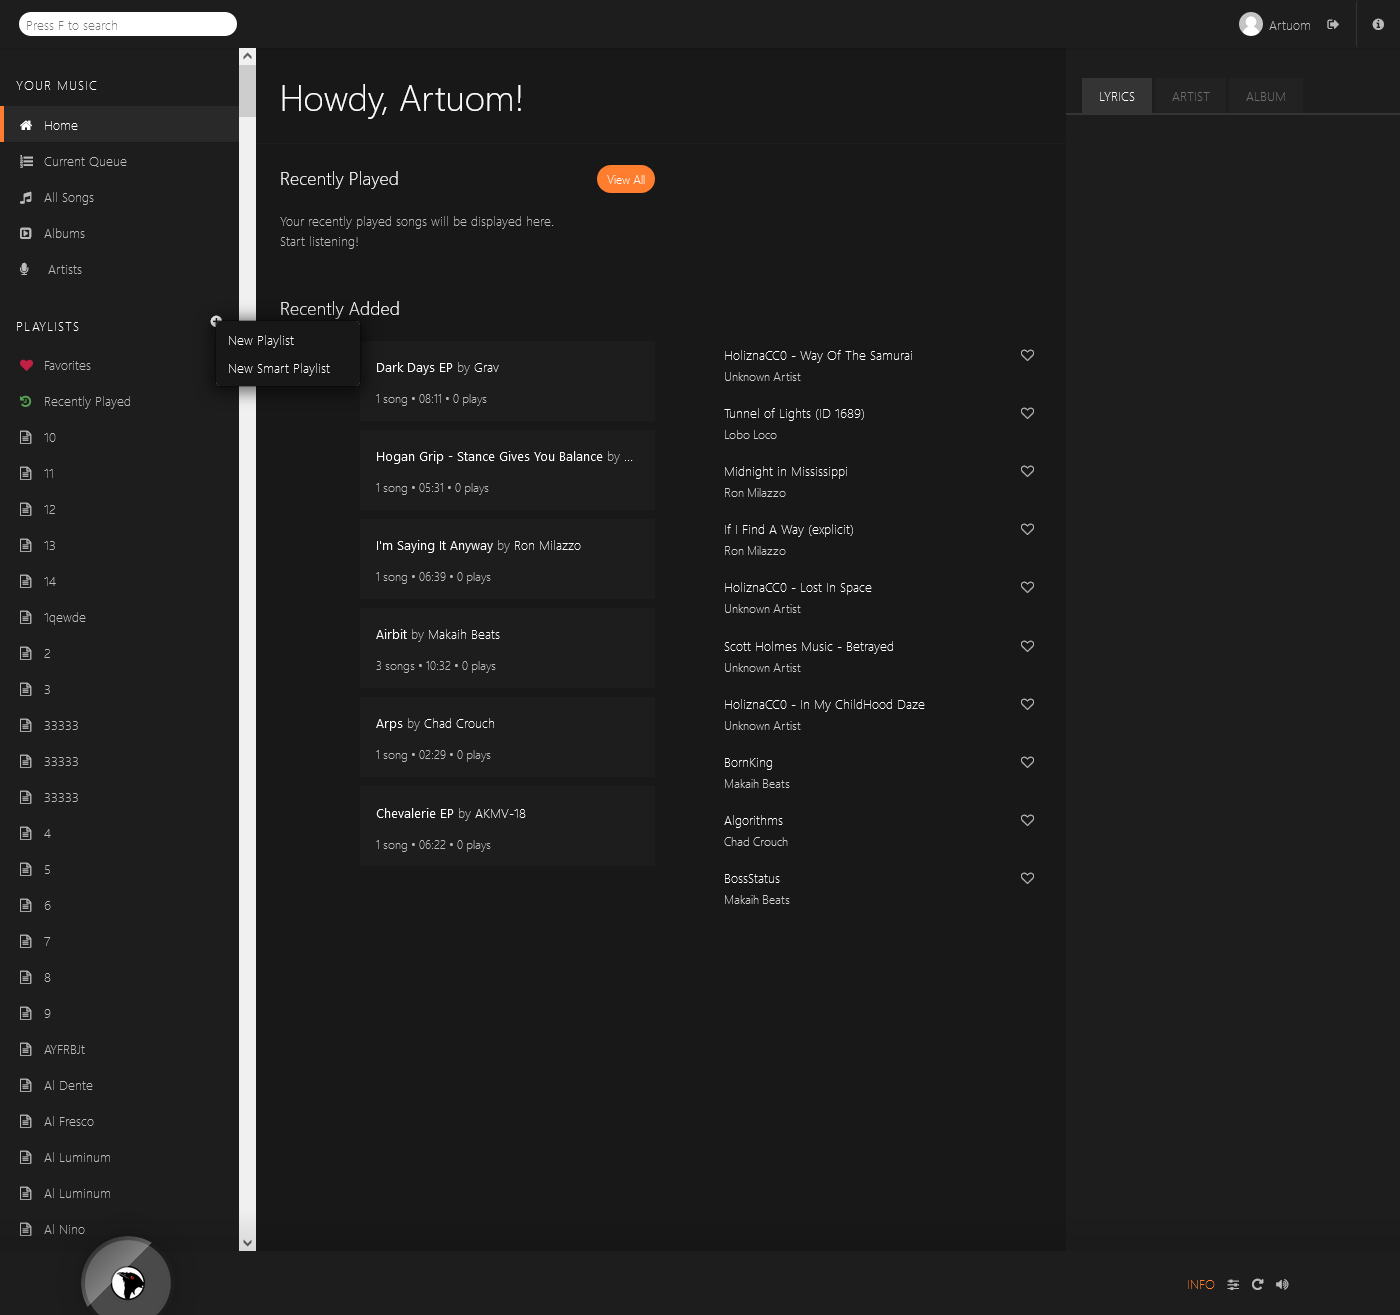 Press F to search
Artuom
YOUR MUSIC
Home
Current Queue
All Songs
Albums
Artists
PLAYLISTS
New Playlist
New Smart Playlist
Favorites
Recently Played
10
11
12
13
14
1qewde
2
3
33333
33333
33333
4
5
6
7
8
9
AYFRBJt
Al Dente
Al Fresco
Al Luminum
Al Luminum
Al Nino
Howdy, Artuom!
Recently Played
View All
Your recently played songs will be displayed here.
Start listening!
Recently Added
Dark Days EP by Grav
1 song • 08:11 • 0 plays
Hogan Grip - Stance Gives You Balance by ...
1 song • 05:31 • 0 plays
I'm Saying It Anyway by Ron Milazzo
1 song • 06:39 • 0 plays
Airbit by Makaih Beats
3 songs • 10:32 • 0 plays
Arps by Chad Crouch
1 song • 02:29 • 0 plays
Chevalerie EP by AKMV-18
1 song • 06:22 • 0 plays
HoliznaCC0 - Way Of The Samurai
Unknown Artist
Tunnel of Lights (ID 1689)
Lobo Loco
Midnight in Mississippi
Ron Milazzo
If I Find A Way (explicit)
Ron Milazzo
HoliznaCC0 - Lost In Space
Unknown Artist
Scott Holmes Music - Betrayed
Unknown Artist
HoliznaCC0 - In My ChildHood Daze
Unknown Artist
BornKing
Makaih Beats
Algorithms
Chad Crouch
BossStatus
Makaih Beats
LYRICS
ARTIST
ALBUM
INFO